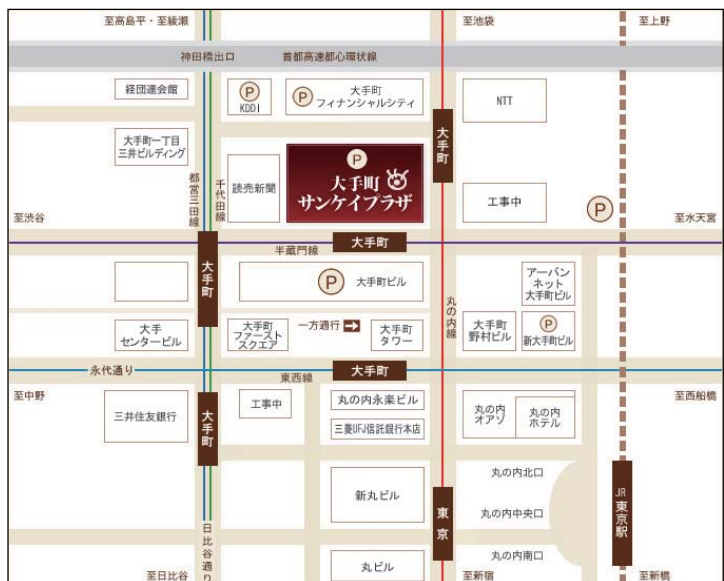 至高島平・至綾瀬
至池袋
至上野
神田橋出口
首都高速都心環状線
経団連会館
P
KDDI
P
大手町
フィナンシャルシティ
大手町
NTT
大手町一丁目
三井ビルディング
都営三田線
千代田線
読売新聞
P
大手町
サンケイプラザ
工事中
P
至渋谷
至水天宮
半蔵門線
大手町
大手町
P
大手町ビル
丸の内線
アーバン
ネット
大手町ビル
大手
センタービル
大手町
ファースト
スクエア
一方通行
大手町
タワー
大手町
野村ビル
P
新大手町ビル
永代通り
東西線
大手町
至中野
至西船橋
三井住友銀行
大手町
工事中
丸の内永楽ビル
三菱UFJ信託銀行本店
丸の内
オアゾ
丸の内
ホテル
新丸ビル
東京
丸の内北口
丸の内中央口
丸の内南口
JR東京駅
日比谷通り
丸ビル
至日比谷
至新宿
至新橋